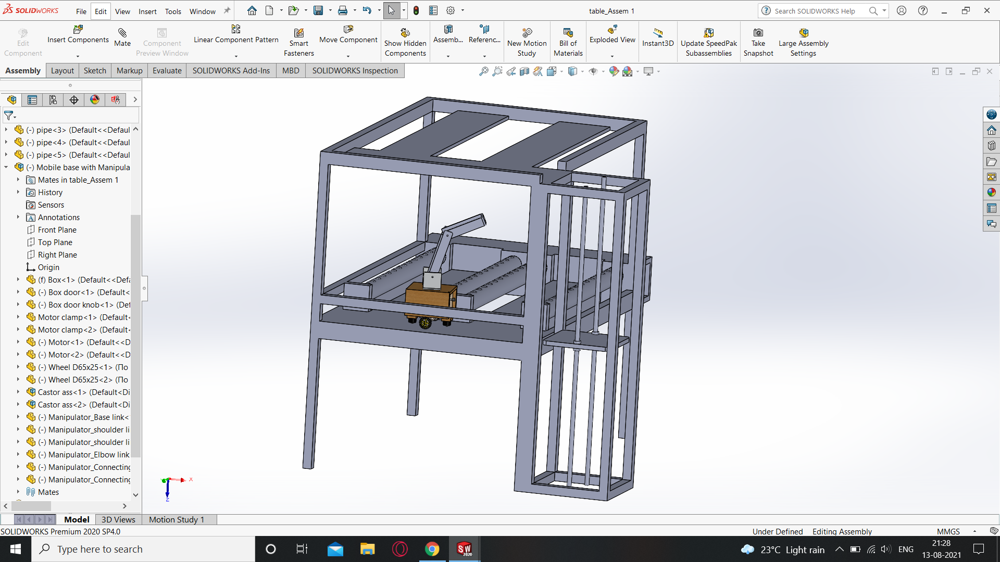 SOLIDWORKS
File Edit View Insert Tools Window
table_Assem 1
Search SOLIDWORKS Help
Edit Component
Insert Components
Mate
Component Preview Window
Linear Component Pattern
Smart Fasteners
Move Component
Show Hidden Components
Assemb...
Referenc...
New Motion Study
Bill of Materials
Exploded View
Instant3D
Update SpeedPak Subassemblies
Take Snapshot
Large Assembly Settings
Assembly Layout Sketch Markup Evaluate SOLIDWORKS Add-Ins MBD SOLIDWORKS Inspection
(-) pipe<3> (Default<<Defaul
(-) pipe<4> (Default<<Defaul
(-) pipe<5> (Default<<Defaul
(-) Mobile base with Manipula
Mates in table_Assem 1
History
Sensors
Annotations
Front Plane
Top Plane
Right Plane
Origin
(f) Box<1> (Default<<Defa
(-) Box door<1> (Default<
(-) Box door knob<1> (Def
Motor clamp<1> (Default<
Motor clamp<2> (Default<
(-) Motor<1> (Default<<D
(-) Motor<2> (Default<<D
(-) Wheel D65x25<1> (По
(-) Wheel D65x25<2> (По
Castor ass<1> (Default<Di
Castor ass<2> (Default<Di
(-) Manipulator_Base link<
(-) Manipulator_shoulder li
(-) Manipulator_shoulder li
(-) Manipulator_Elbow link
(-) Manipulator_Connecting
(-) Manipulator_Connecting
Mates
X
Z
Model 3D Views Motion Study 1
SOLIDWORKS Premium 2020 SP4.0
Under Defined Editing Assembly MMGS
Type here to search
SW 2020
23°C Light rain
ENG
21:28
13-08-2021